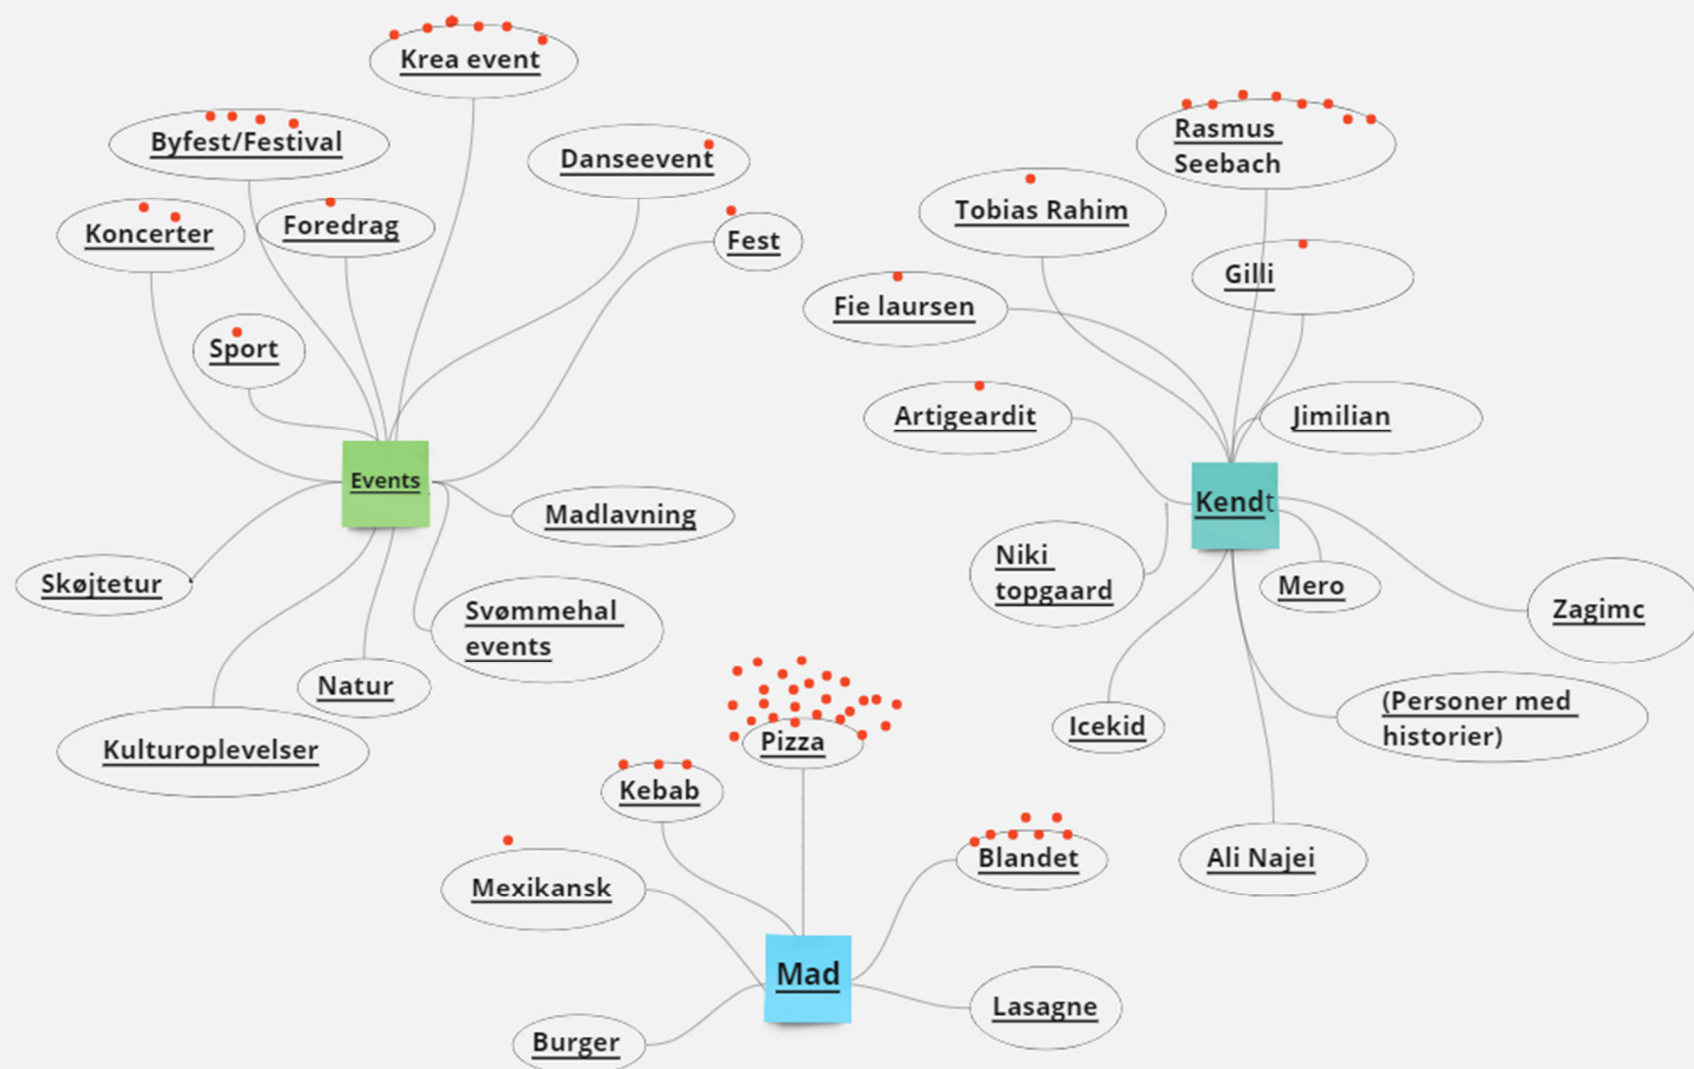 Krea event
Byfest/Festival
Danseevent
Koncerter
Foredrag
Fest
Sport
Events
Madlavning
Skøjtetur
Svømmehal
events
Natur
Kulturoplevelser
Rasmus
Seebach
Tobias Rahim
Gilli
Fie laursen
Artigeardit
Jimilian
Kendt
Niki
topgaard
Mero
Zagimc
(Personer med
historier)
Icekid
Ali Najei
Pizza
Kebab
Blandet
Mexikansk
Mad
Lasagne
Burger